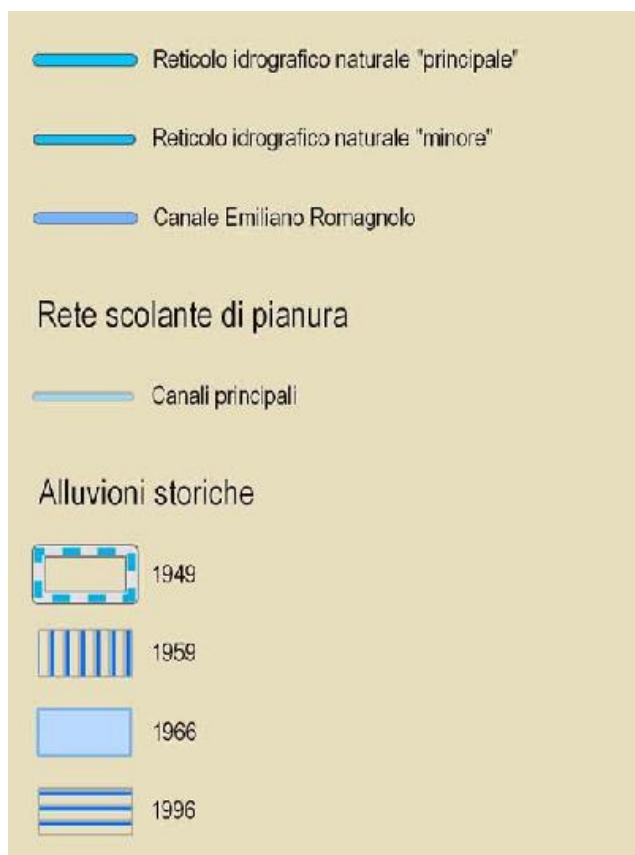 Reticolo idrografico naturale "principale"
Reticolo idrografico naturale "minore"
Canale Emiliano Romagnolo
Rete scolante di pianura
Canali principali
Alluvioni storiche
1949
1959
1966
1996